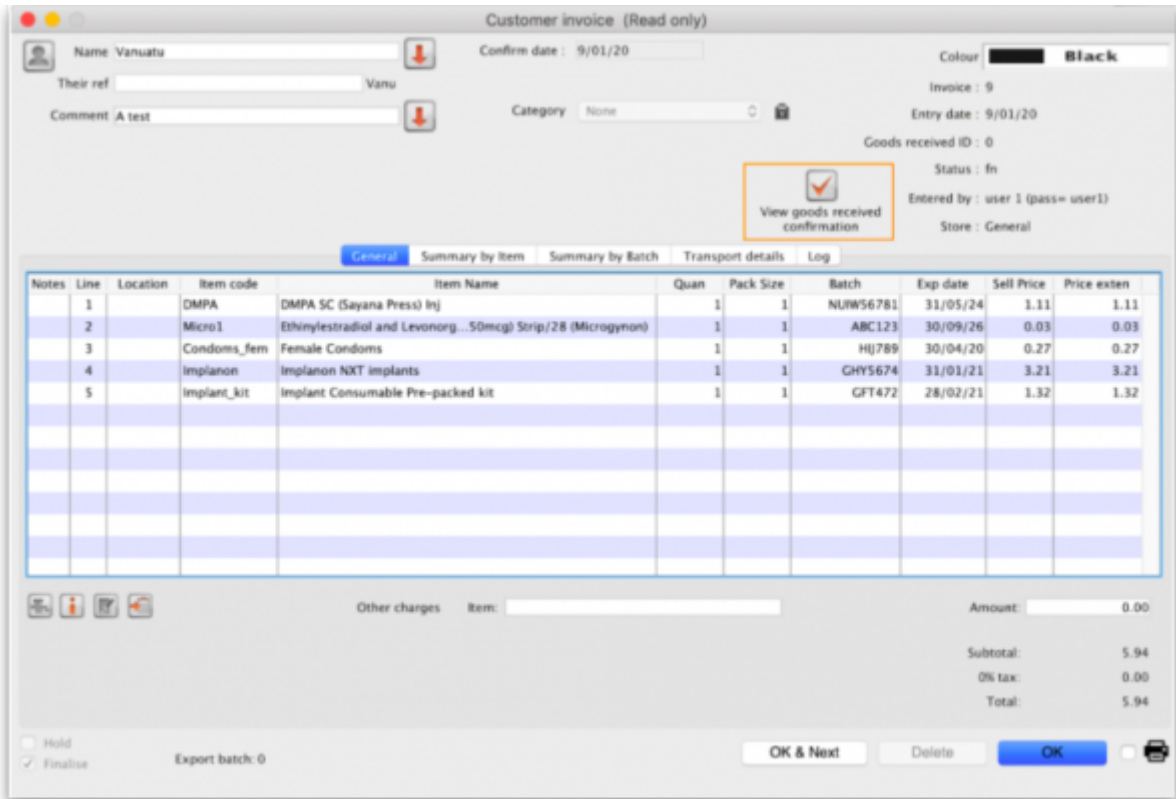 Customer invoice (Read only)
Name Vanuatu
Confirm date : 9/01/20
Colour Black
Their ref Vanu
Invoice : 9
Comment A test
Category None
Entry date : 9/01/20
Goods received ID : 0
Status : fn
View goods received
confirmation
Entered by : user 1 (pass= user1)
Store : General
General Summary by Item Summary by Batch Transport details Log
Notes Line Location Item code Item Name Quan Pack Size Batch Exp date Sell Price Price exten
1 DMPA DMPA SC (Sayana Press) Inj 1 1 NUIW56781 31/05/24 1.11 1.11
2 Micro1 Ethinylestradiol and Levonorg...50mcg) Strip/28 (Microgynon) 1 1 ABC123 30/09/26 0.03 0.03
3 Condoms_fem Female Condoms 1 1 HIJ789 30/04/20 0.27 0.27
4 Implanon Implanon NXT implants 1 1 GHY5674 31/01/21 3.21 3.21
5 Implant_kit Implant Consumable Pre-packed kit 1 1 GFT472 28/02/21 1.32 1.32
Other charges Item: Amount: 0.00
Subtotal: 5.94
0% tax: 0.00
Total: 5.94
Hold
Finalise
Export batch: 0
OK & Next Delete OK